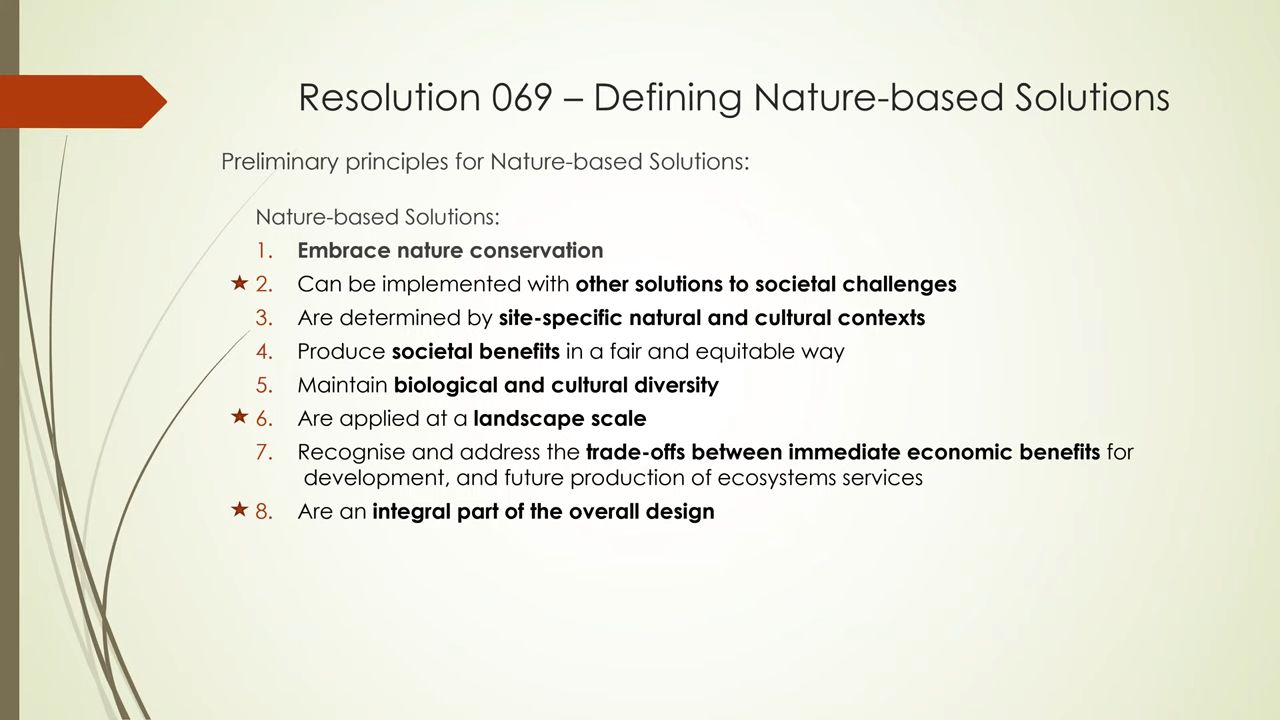 Resolution 069 – Defining Nature-based Solutions
Preliminary principles for Nature-based Solutions:
Nature-based Solutions:
1. Embrace nature conservation
★ 2. Can be implemented with other solutions to societal challenges
3. Are determined by site-specific natural and cultural contexts
4. Produce societal benefits in a fair and equitable way
5. Maintain biological and cultural diversity
★ 6. Are applied at a landscape scale
7. Recognise and address the trade-offs between immediate economic benefits for
development, and future production of ecosystems services
★ 8. Are an integral part of the overall design